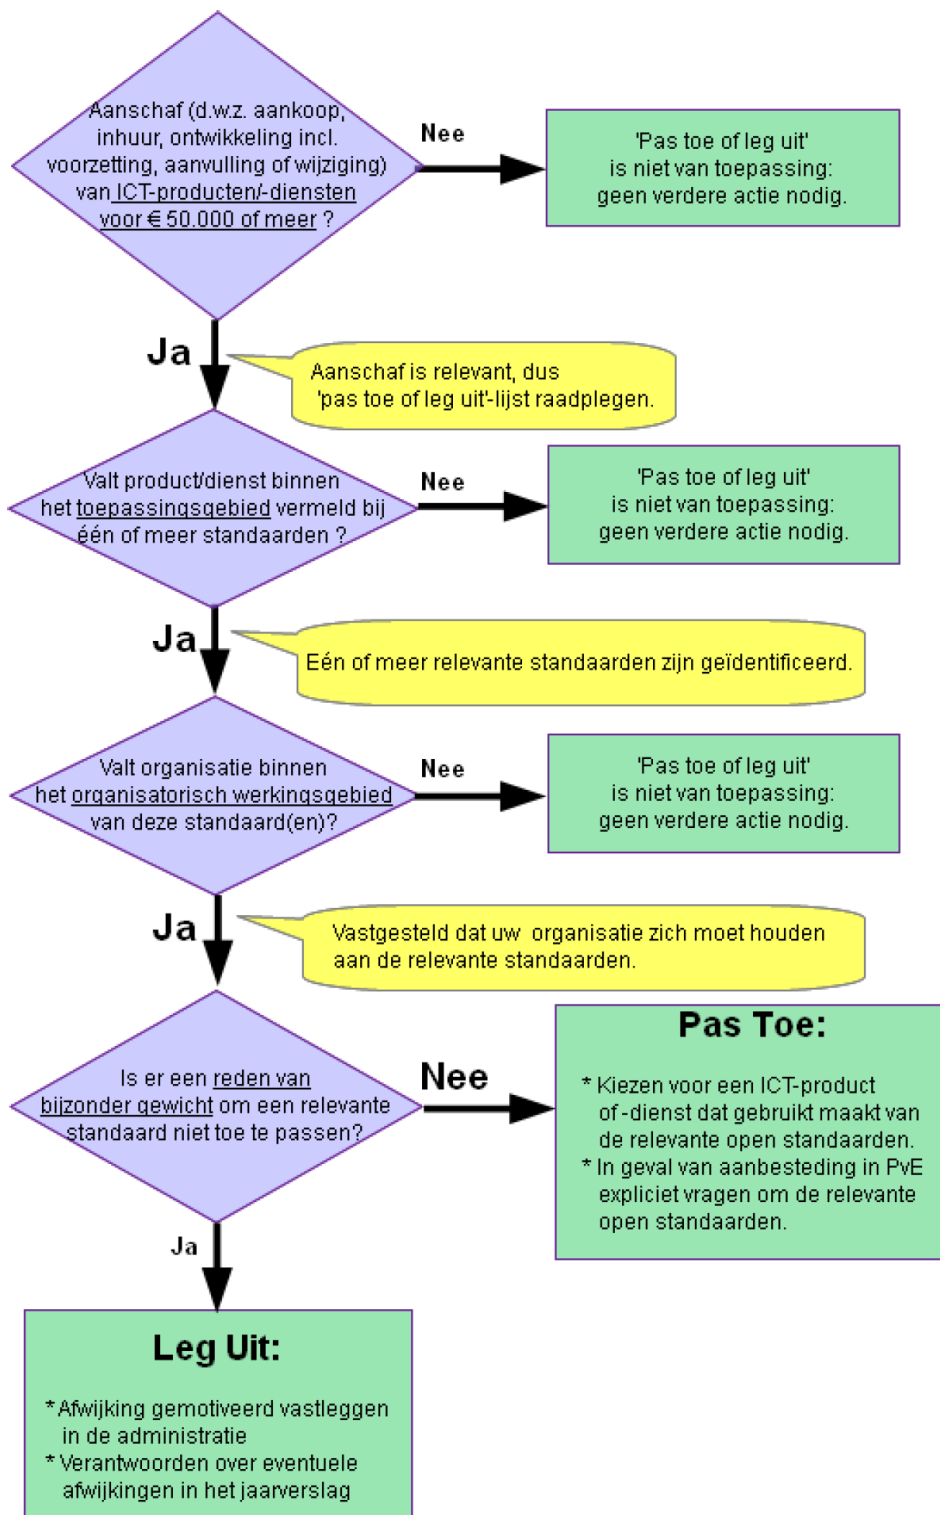 Aanschaf (d.w.z. aankoop,
inhuur, ontwikkeling incl.
voorzetting, aanvulling of wijziging)
van ICT-producten/-diensten
voor € 50.000 of meer ?
Nee
'Pas toe of leg uit'
is niet van toepassing:
geen verdere actie nodig.
Ja
Aanschaf is relevant, dus
'pas toe of leg uit'-lijst raadplegen.
Valt product/dienst binnen
het toepassingsgebied vermeld bij
één of meer standaarden ?
Nee
'Pas toe of leg uit'
is niet van toepassing:
geen verdere actie nodig.
Ja
Eén of meer relevante standaarden zijn geïdentificeerd.
Valt organisatie binnen
het organisatorisch werkingsgebied
van deze standaard(en)?
Nee
'Pas toe of leg uit'
is niet van toepassing:
geen verdere actie nodig.
Ja
Vastgesteld dat uw organisatie zich moet houden
aan de relevante standaarden.
Is er een reden van
bijzonder gewicht om een relevante
standaard niet toe te passen?
Nee
Pas Toe:
* Kiezen voor een ICT-product
of -dienst dat gebruikt maakt van
de relevante open standaarden.
* In geval van aanbesteding in PvE
expliciet vragen om de relevante
open standaarden.
Ja
Leg Uit:
* Afwijking gemotiveerd vastleggen
in de administratie
* Verantwoorden over eventuele
afwijkingen in het jaarverslag